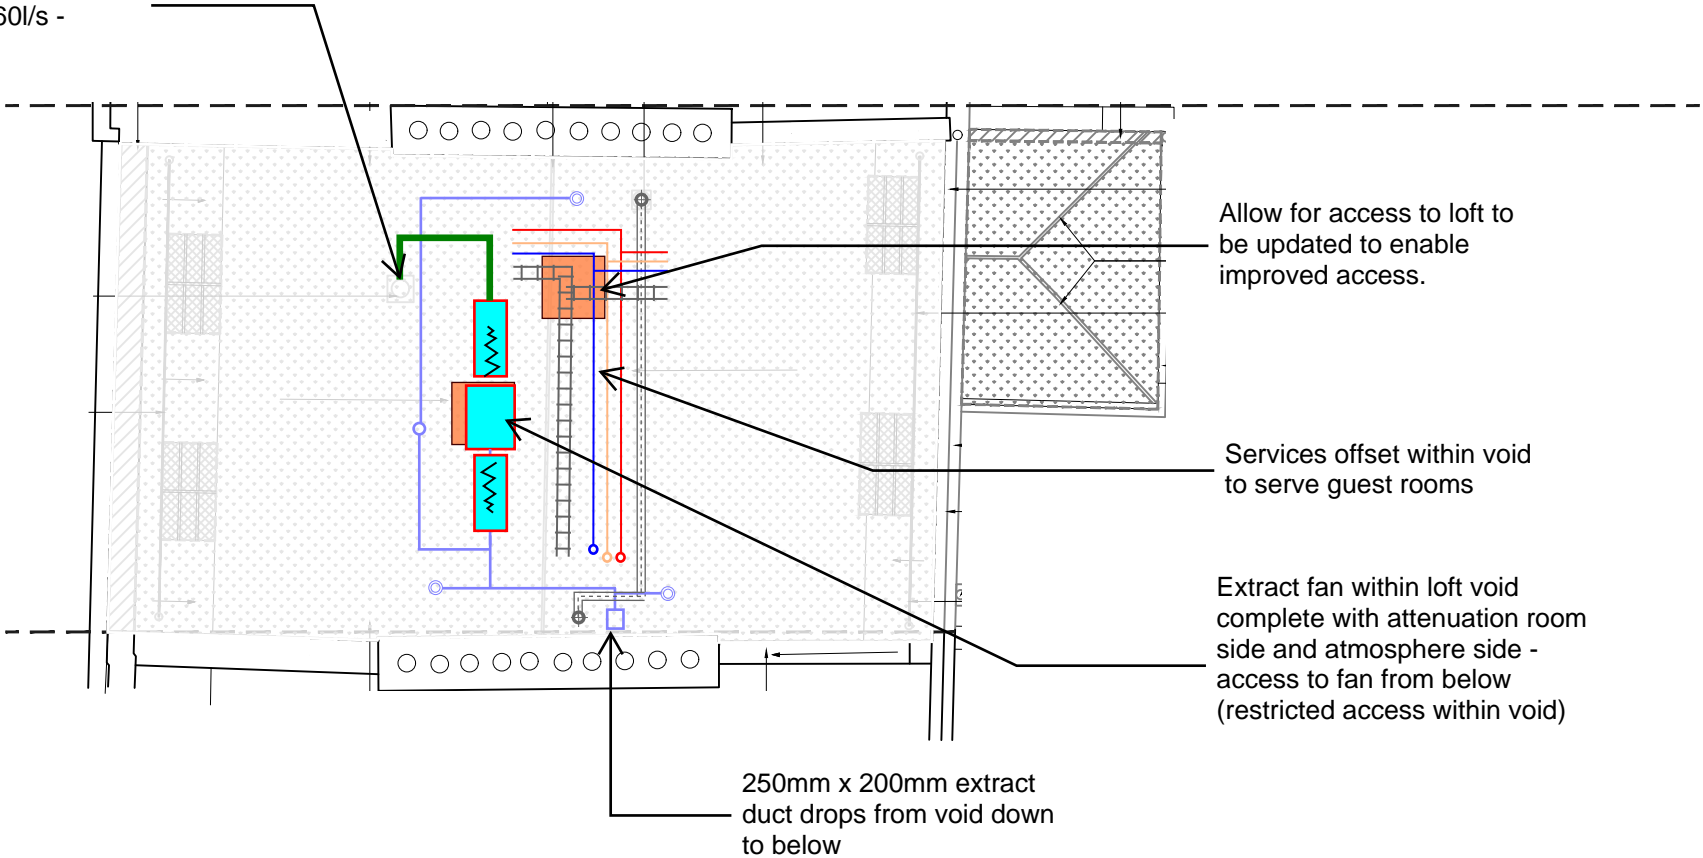 60l/s -
Allow for access to loft to
be updated to enable
improved access.
Services offset within void
to serve guest rooms
Extract fan within loft void
complete with attenuation room
side and atmosphere side -
access to fan from below
(restricted access within void)
250mm x 200mm extract
duct drops from void down
to below